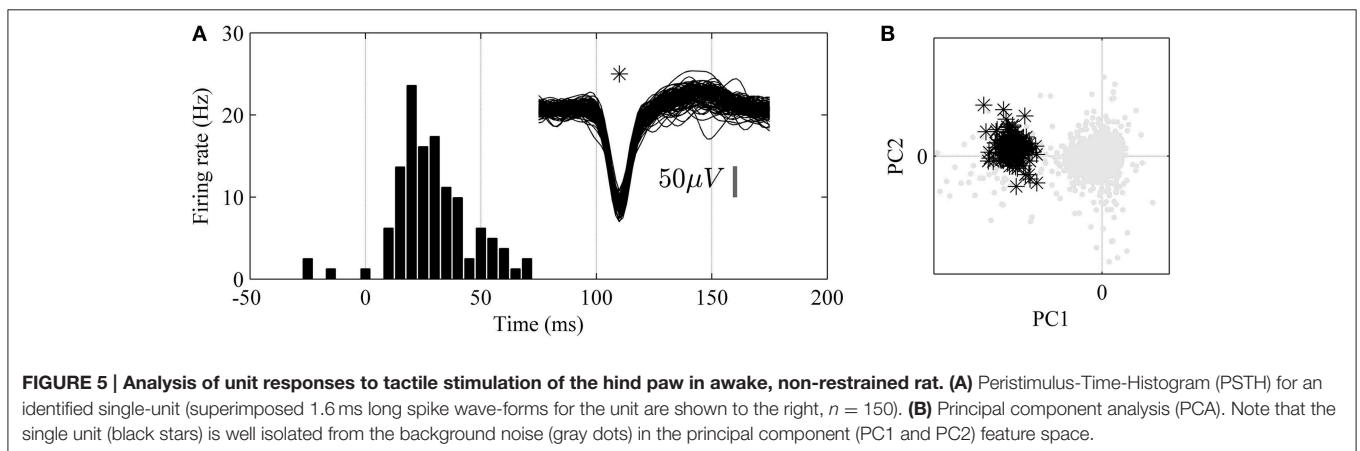 A
30
20
10
0
Firing rate (Hz)
-50
0
50
100
150
200
Time (ms)
50μV
B
PC2
0
0
PC1
FIGURE 5 | Analysis of unit responses to tactile stimulation of the hind paw in awake, non-restrained rat. (A) Peristimulus-Time-Histogram (PSTH) for an
identified single-unit (superimposed 1.6 ms long spike wave-forms for the unit are shown to the right, n = 150). (B) Principal component analysis (PCA). Note that the
single unit (black stars) is well isolated from the background noise (gray dots) in the principal component (PC1 and PC2) feature space.